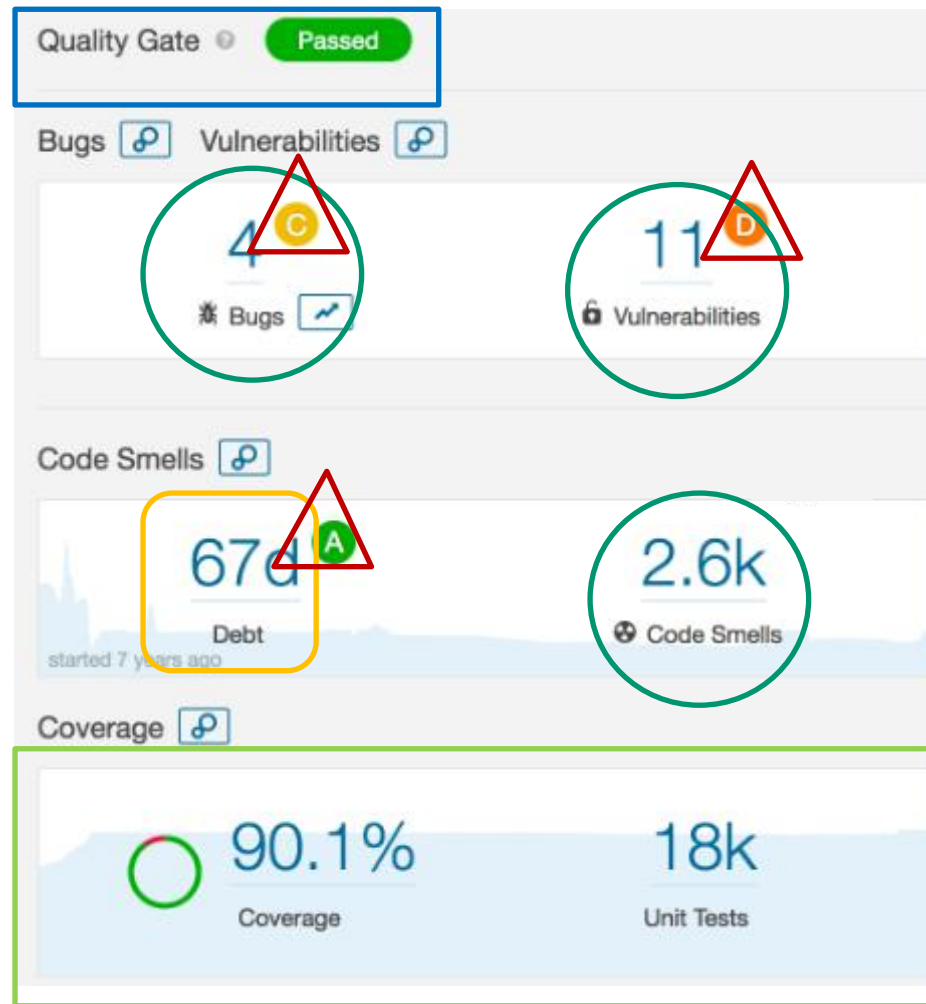 Quality Gate ? Passed
Bugs Vulnerabilities
4 C 11 D
Bugs Vulnerabilities
Code Smells
67d A 2.6k
Debt Code Smells
started 7 years ago
Coverage
90.1% 18k
Coverage Unit Tests